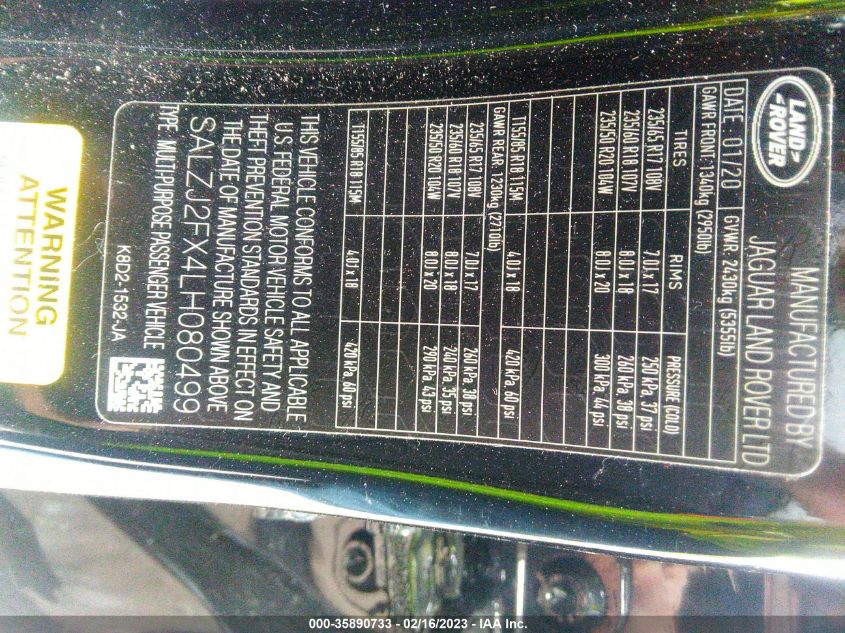 LAND
ROVER
MANUFACTURED BY
JAGUAR LAND ROVER LTD
DATE: 01/20 GVWR: 2430kg (5355lb)
GAWR FRONT: 1340kg (2950lb)
TIRES RIMS PRESSURE (COLD)
235/65 R17 108V 7.0J x 17 250 kPa, 37 psi
235/60 R18 107V 8.0J x 18 260 kPa, 38 psi
235/50 R20 104W 8.0J x 20 300 kPa, 44 psi
T155/85 R18 115M 4.0J x 18 420 kPa, 60 psi
GAWR REAR: 1230kg (2710lb)
235/65 R17 108V 7.0J x 17 260 kPa, 38 psi
235/60 R18 107V 8.0J x 18 240 kPa, 35 psi
235/50 R20 104W 8.0J x 20 290 kPa, 43 psi
T155/85 R18 115M 4.0J x 18 420 kPa, 60 psi
THIS VEHICLE CONFORMS TO ALL APPLICABLE
U.S FEDERAL MOTOR VEHICLE SAFETY AND
THEFT PREVENTION STANDARDS IN EFFECT ON
THE DATE OF MANUFACTURE SHOWN ABOVE
SALZJ2FX4LH080499
TYPE: MULTI-PURPOSE PASSENGER VEHICLE
K8D2-1532-JA
WARNING
ATTENTION
000-35890733 - 02/16/2023 - IAA Inc.